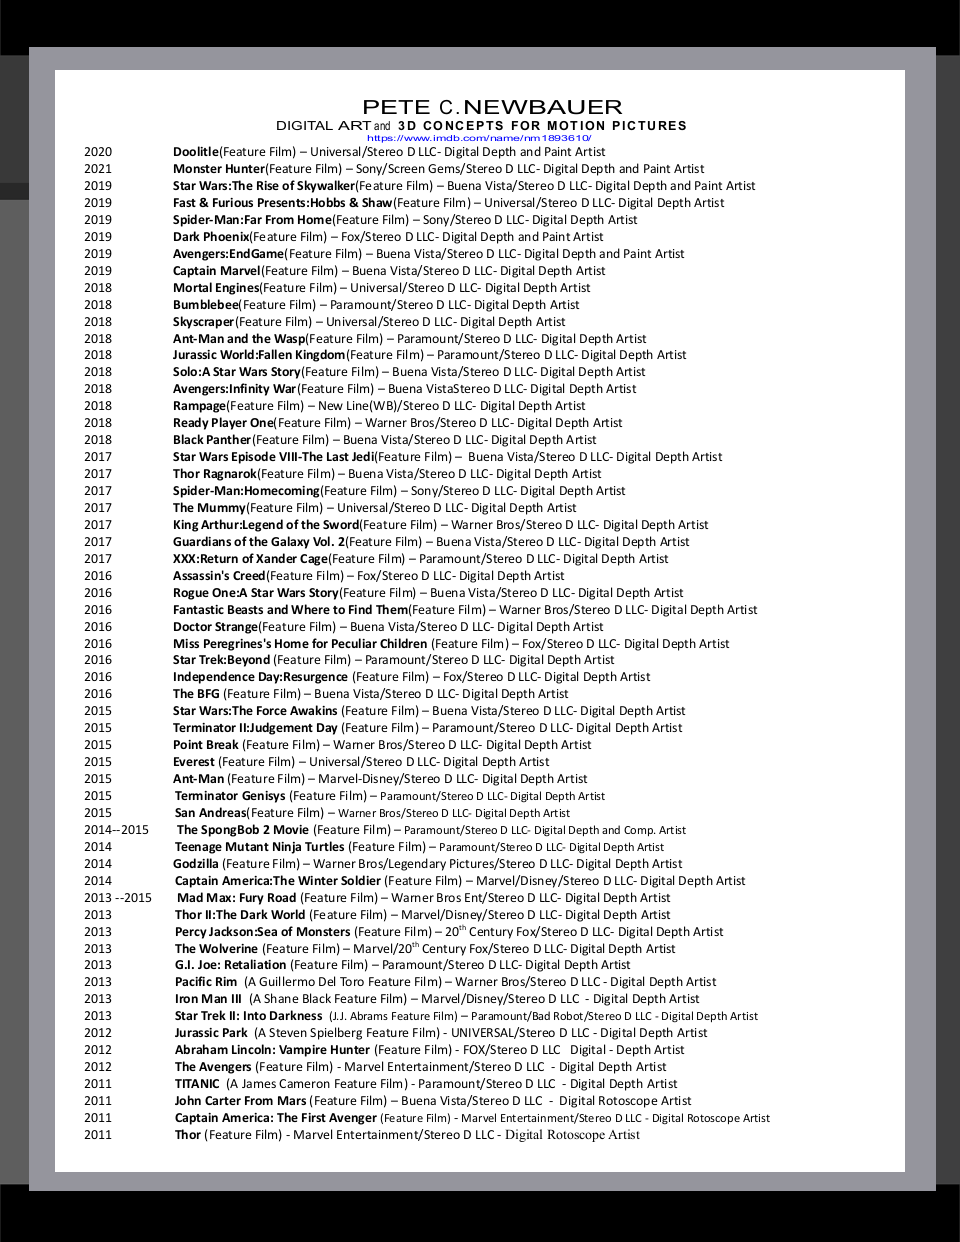 PETE C. NEWBAUER
DIGITAL ART and 3D CONCEPTS FOR MOTION PICTURES
https://www.imdb.com/name/nm1893610/
2020 Doolitle(Feature Film) – Universal/Stereo D LLC- Digital Depth and Paint Artist
2021 Monster Hunter(Feature Film) – Sony/Screen Gems/Stereo D LLC- Digital Depth and Paint Artist
2019 Star Wars:The Rise of Skywalker(Feature Film) – Buena Vista/Stereo D LLC- Digital Depth and Paint Artist
2019 Fast & Furious Presents:Hobbs & Shaw(Feature Film) – Universal/Stereo D LLC- Digital Depth Artist
2019 Spider-Man:Far From Home(Feature Film) – Sony/Stereo D LLC- Digital Depth Artist
2019 Dark Phoenix(Feature Film) – Fox/Stereo D LLC- Digital Depth and Paint Artist
2019 Avengers:EndGame(Feature Film) – Buena Vista/Stereo D LLC- Digital Depth and Paint Artist
2019 Captain Marvel(Feature Film) – Buena Vista/Stereo D LLC- Digital Depth Artist
2018 Mortal Engines(Feature Film) – Universal/Stereo D LLC- Digital Depth Artist
2018 Bumblebee(Feature Film) – Paramount/Stereo D LLC- Digital Depth Artist
2018 Skyscraper(Feature Film) – Universal/Stereo D LLC- Digital Depth Artist
2018 Ant-Man and the Wasp(Feature Film) – Paramount/Stereo D LLC- Digital Depth Artist
2018 Jurassic World:Fallen Kingdom(Feature Film) – Paramount/Stereo D LLC- Digital Depth Artist
2018 Solo:A Star Wars Story(Feature Film) – Buena Vista/Stereo D LLC- Digital Depth Artist
2018 Avengers:Infinity War(Feature Film) – Buena VistaStereo D LLC- Digital Depth Artist
2018 Rampage(Feature Film) – New Line(WB)/Stereo D LLC- Digital Depth Artist
2018 Ready Player One(Feature Film) – Warner Bros/Stereo D LLC- Digital Depth Artist
2018 Black Panther(Feature Film) – Buena Vista/Stereo D LLC- Digital Depth Artist
2017 Star Wars Episode VIII-The Last Jedi(Feature Film) – Buena Vista/Stereo D LLC- Digital Depth Artist
2017 Thor Ragnarok(Feature Film) – Buena Vista/Stereo D LLC- Digital Depth Artist
2017 Spider-Man:Homecoming(Feature Film) – Sony/Stereo D LLC- Digital Depth Artist
2017 The Mummy(Feature Film) – Universal/Stereo D LLC- Digital Depth Artist
2017 King Arthur:Legend of the Sword(Feature Film) – Warner Bros/Stereo D LLC- Digital Depth Artist
2017 Guardians of the Galaxy Vol. 2(Feature Film) – Buena Vista/Stereo D LLC- Digital Depth Artist
2017 XXX:Return of Xander Cage(Feature Film) – Paramount/Stereo D LLC- Digital Depth Artist
2016 Assassin's Creed(Feature Film) – Fox/Stereo D LLC- Digital Depth Artist
2016 Rogue One:A Star Wars Story(Feature Film) – Buena Vista/Stereo D LLC- Digital Depth Artist
2016 Fantastic Beasts and Where to Find Them(Feature Film) – Warner Bros/Stereo D LLC- Digital Depth Artist
2016 Doctor Strange(Feature Film) – Buena Vista/Stereo D LLC- Digital Depth Artist
2016 Miss Peregrines's Home for Peculiar Children (Feature Film) – Fox/Stereo D LLC- Digital Depth Artist
2016 Star Trek:Beyond (Feature Film) – Paramount/Stereo D LLC- Digital Depth Artist
2016 Independence Day:Resurgence (Feature Film) – Fox/Stereo D LLC- Digital Depth Artist
2016 The BFG (Feature Film) – Buena Vista/Stereo D LLC- Digital Depth Artist
2015 Star Wars:The Force Awakins (Feature Film) – Buena Vista/Stereo D LLC- Digital Depth Artist
2015 Terminator II:Judgement Day (Feature Film) – Paramount/Stereo D LLC- Digital Depth Artist
2015 Point Break (Feature Film) – Warner Bros/Stereo D LLC- Digital Depth Artist
2015 Everest (Feature Film) – Universal/Stereo D LLC- Digital Depth Artist
2015 Ant-Man (Feature Film) – Marvel-Disney/Stereo D LLC- Digital Depth Artist
2015 Terminator Genisys (Feature Film) – Paramount/Stereo D LLC- Digital Depth Artist
2015 San Andreas(Feature Film) – Warner Bros/Stereo D LLC- Digital Depth Artist
2014--2015 The SpongBob 2 Movie (Feature Film) – Paramount/Stereo D LLC- Digital Depth and Comp. Artist
2014 Teenage Mutant Ninja Turtles (Feature Film) – Paramount/Stereo D LLC- Digital Depth Artist
2014 Godzilla (Feature Film) – Warner Bros/Legendary Pictures/Stereo D LLC- Digital Depth Artist
2014 Captain America:The Winter Soldier (Feature Film) – Marvel/Disney/Stereo D LLC- Digital Depth Artist
2013 --2015 Mad Max: Fury Road (Feature Film) – Warner Bros Ent/Stereo D LLC- Digital Depth Artist
2013 Thor II:The Dark World (Feature Film) – Marvel/Disney/Stereo D LLC- Digital Depth Artist
2013 Percy Jackson:Sea of Monsters (Feature Film) – 20th Century Fox/Stereo D LLC- Digital Depth Artist
2013 The Wolverine (Feature Film) – Marvel/20th Century Fox/Stereo D LLC- Digital Depth Artist
2013 G.I. Joe: Retaliation (Feature Film) – Paramount/Stereo D LLC- Digital Depth Artist
2013 Pacific Rim (A Guillermo Del Toro Feature Film) – Warner Bros/Stereo D LLC- Digital Depth Artist
2013 Iron Man III (A Shane Black Feature Film) – Marvel/Disney/Stereo D LLC - Digital Depth Artist
2013 Star Trek II: Into Darkness (J.J. Abrams Feature Film) – Paramount/Bad Robot/Stereo D LLC - Digital Depth Artist
2012 Jurassic Park (A Steven Spielberg Feature Film) - UNIVERSAL/Stereo D LLC - Digital Depth Artist
2012 Abraham Lincoln: Vampire Hunter (Feature Film) - FOX/Stereo D LLC Digital - Depth Artist
2012 The Avengers (Feature Film) - Marvel Entertainment/Stereo D LLC - Digital Depth Artist
2011 TITANIC (A James Cameron Feature Film) - Paramount/Stereo D LLC - Digital Depth Artist
2011 John Carter From Mars (Feature Film) – Buena Vista/Stereo D LLC - Digital Rotoscope Artist
2011 Captain America: The First Avenger (Feature Film) - Marvel Entertainment/Stereo D LLC - Digital Rotoscope Artist
2011 Thor (Feature Film) - Marvel Entertainment/Stereo D LLC - Digital Rotoscope Artist